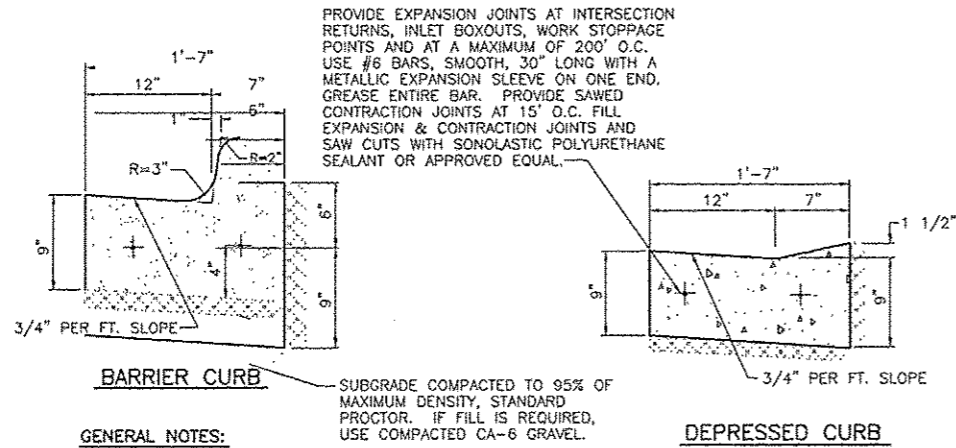 PROVIDE EXPANSION JOINTS AT INTERSECTION
RETURNS, INLET BOXOUTS, WORK STOPPAGE
POINTS AND AT A MAXIMUM OF 200' O.C.
USE #6 BARS, SMOOTH, 30" LONG WITH A
METALLIC EXPANSION SLEEVE ON ONE END.
GREASE ENTIRE BAR. PROVIDE SAWED
CONTRACTION JOINTS AT 15' O.C. FILL
EXPANSION & CONTRACTION JOINTS AND
SAW CUTS WITH SONOLASTIC POLYURETHANE
SEALANT OR APPROVED EQUAL.
1'-7"
12"
7"
6"
1"
R=2"
R=3"
9"
4"
6"
9"
3/4" PER FT. SLOPE
BARRIER CURB
1'-7"
12"
7"
1 1/2"
9"
9"
3/4" PER FT. SLOPE
DEPRESSED CURB
SUBGRADE COMPACTED TO 95% OF
MAXIMUM DENSITY, STANDARD
PROCTOR. IF FILL IS REQUIRED,
USE COMPACTED CA-6 GRAVEL.
GENERAL NOTES: